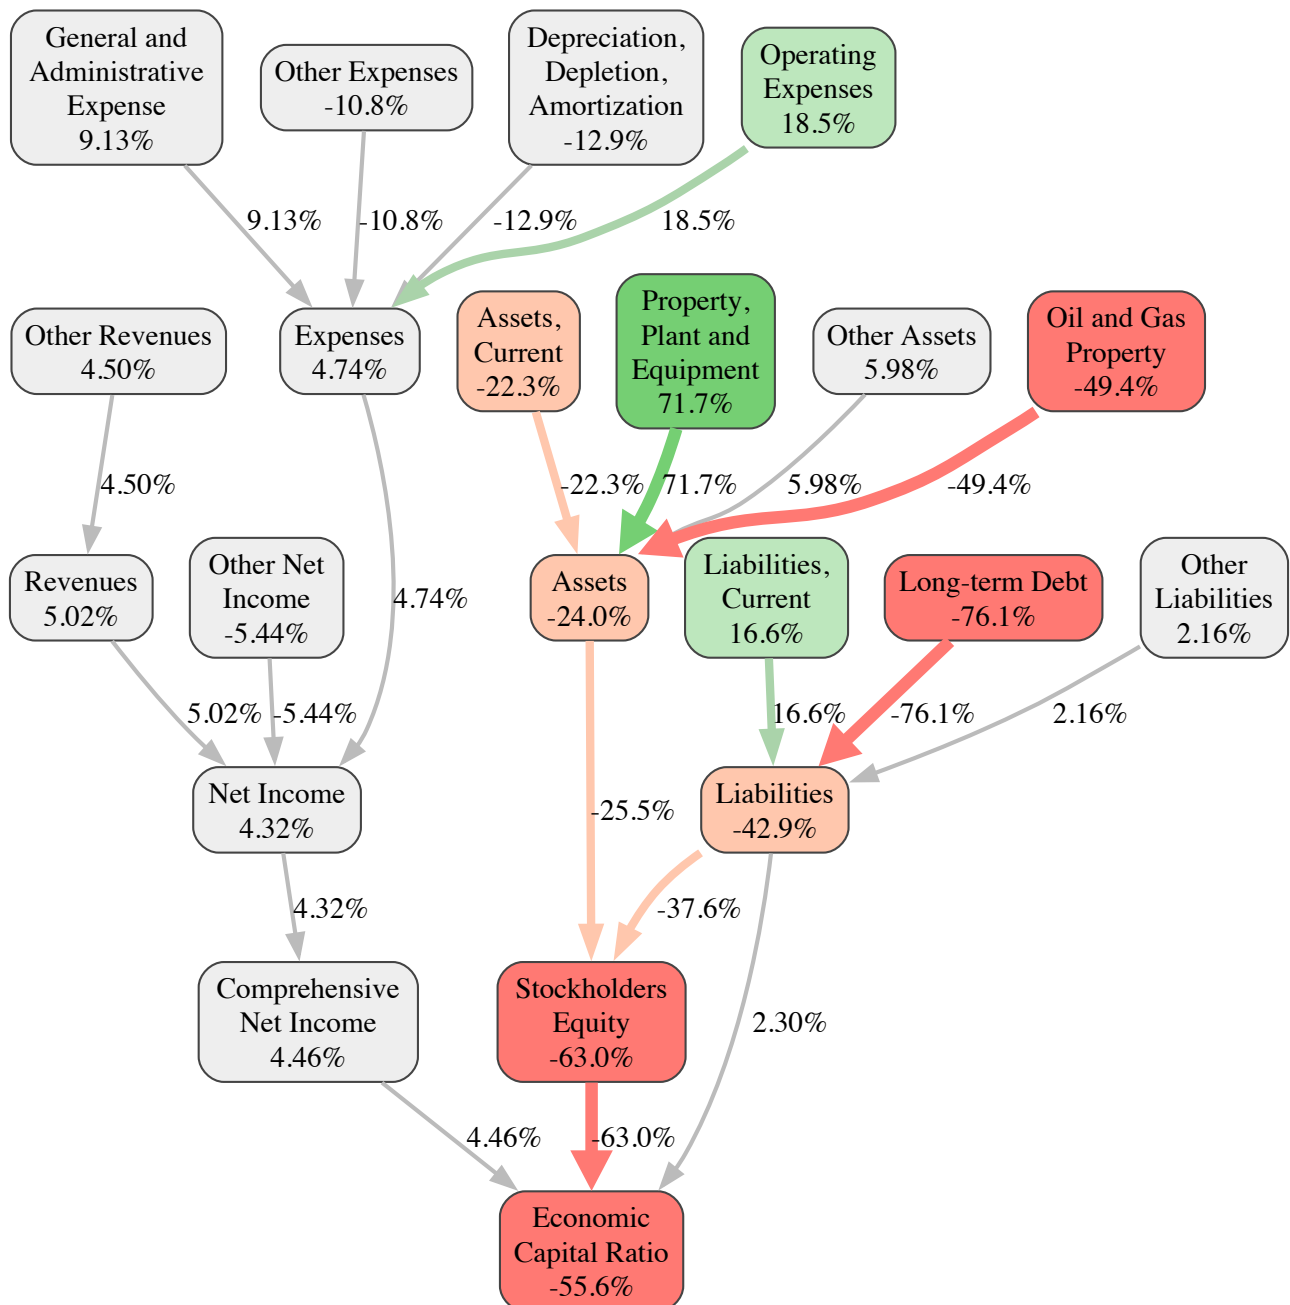 General and
Administrative
Expense
9.13%
Other Expenses
-10.8%
Depreciation,
Depletion,
Amortization
-12.9%
Operating
Expenses
18.5%
9.13%
-10.8%
-12.9%
18.5%
Other Revenues
4.50%
Expenses
4.74%
Assets,
Current
-22.3%
Property,
Plant and
Equipment
71.7%
Other Assets
5.98%
Oil and Gas
Property
-49.4%
4.50%
-22.3%
71.7%
5.98%
-49.4%
Revenues
5.02%
Other Net
Income
-5.44%
4.74%
Assets
-24.0%
Liabilities,
Current
16.6%
Long-term Debt
-76.1%
Other
Liabilities
2.16%
5.02%
-5.44%
16.6%
-76.1%
2.16%
Net Income
4.32%
-25.5%
Liabilities
-42.9%
4.32%
-37.6%
Comprehensive
Net Income
4.46%
Stockholders
Equity
-63.0%
2.30%
4.46%
-63.0%
Economic
Capital Ratio
-55.6%